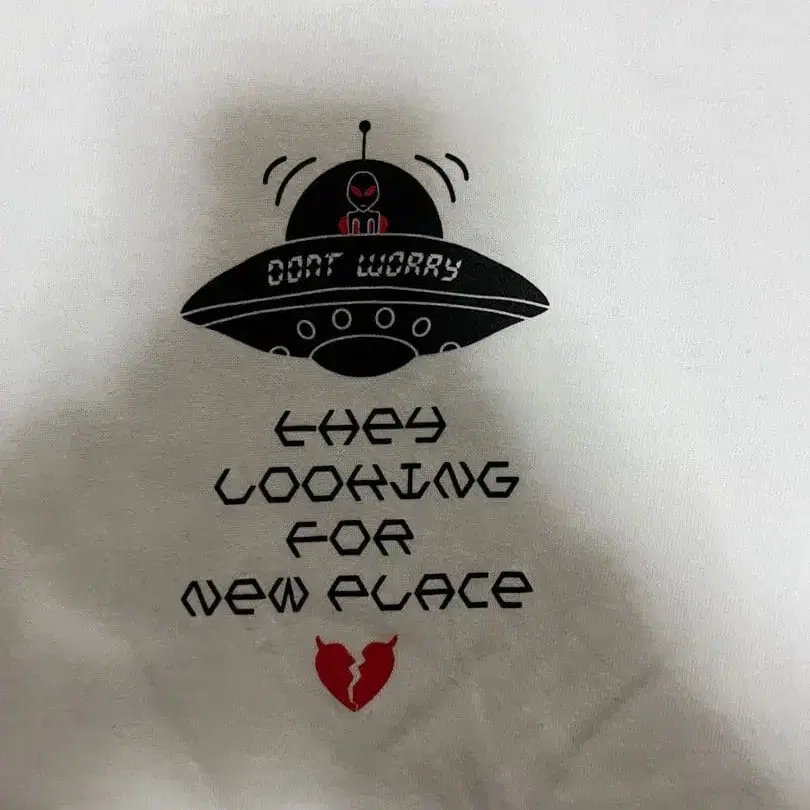 DONT WORRY
tHey
LOOKING
FOR
New PLACe